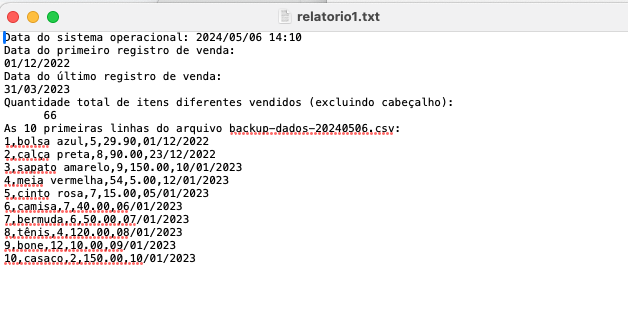 relatorio1.txt
Data do sistema operacional: 2024/05/06 14:10
Data do primeiro registro de venda:
01/12/2022
Data do último registro de venda:
31/03/2023
Quantidade total de itens diferentes vendidos (excluindo cabeçalho):
66
As 10 primeiras linhas do arquivo backup-dados-20240506.csv:
1,bolsa azul,5,29.90,01/12/2022
2,calça preta,8,90.00,23/12/2022
3,sapato amarelo,9,150.00,10/01/2023
4,meia vermelha,54,5.00,12/01/2023
5,cinto rosa,7,15.00,05/01/2023
6,camisa,7,40.00,06/01/2023
7,bermuda,6,50.00,07/01/2023
8,tênis,4,120.00,08/01/2023
9,bone,12,10.00,09/01/2023
10,casaco,2,150.00,10/01/2023